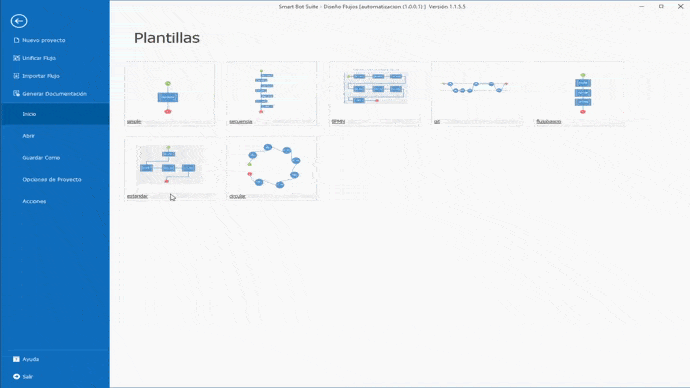 Smart Bot Suite - Diseño Flujos [automatizacion (1.0.0.1)·] Versión 1.1.5.5
Nuevo proyecto
Unificar Flujo
Importar Flujo
Generar Documentación
Inicio
Abrir
Guardar Como
Opciones de Proyecto
Acciones
Ayuda
Salir
Plantillas
simple
secuencia
BPMN
estandar
circular